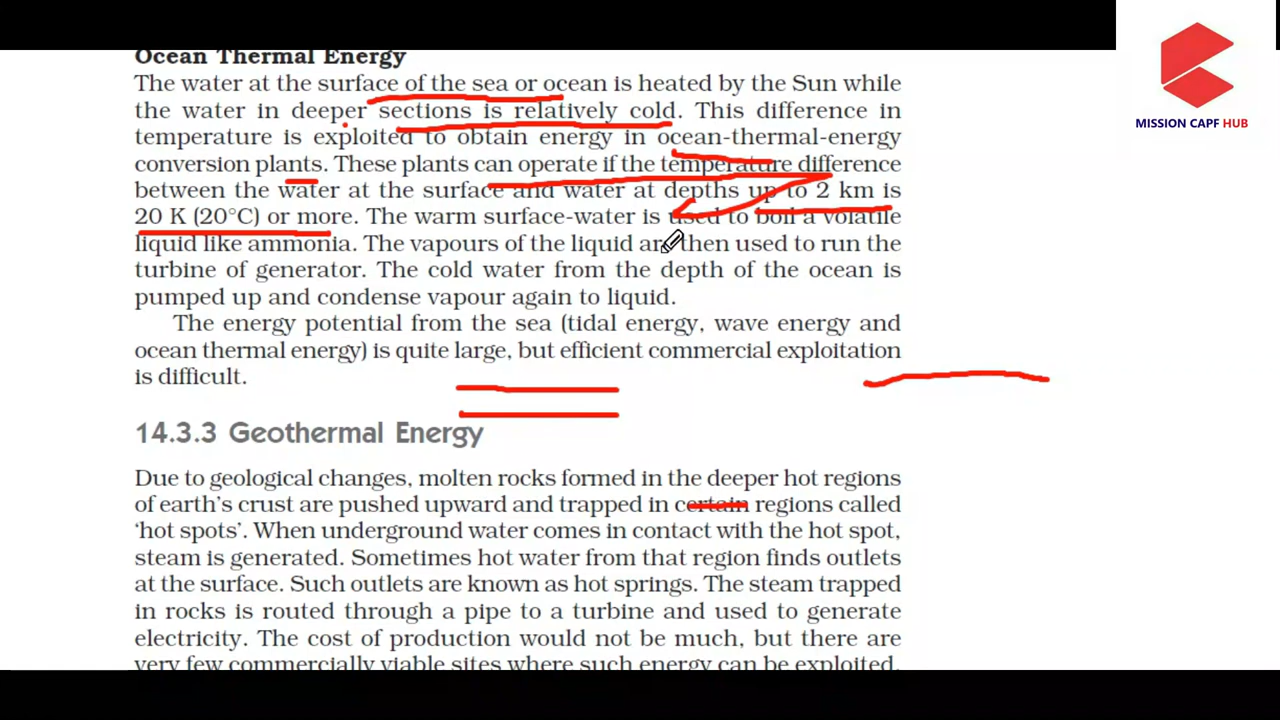 Ocean Thermal Energy
The water at the surface of the sea or ocean is heated by the Sun while
the water in deeper sections is relatively cold. This difference in
temperature is exploited to obtain energy in ocean-thermal-energy
conversion plants. These plants can operate if the temperature difference
between the water at the surface and water at depths up to 2 km is
20 K (20°C) or more. The warm surface-water is used to boil a volatile
liquid like ammonia. The vapours of the liquid are then used to run the
turbine of generator. The cold water from the depth of the ocean is
pumped up and condense vapour again to liquid.
The energy potential from the sea (tidal energy, wave energy and
ocean thermal energy) is quite large, but efficient commercial exploitation
is difficult.
14.3.3 Geothermal Energy
Due to geological changes, molten rocks formed in the deeper hot regions
of earth's crust are pushed upward and trapped in certain regions called
'hot spots'. When underground water comes in contact with the hot spot,
steam is generated. Sometimes hot water from that region finds outlets
at the surface. Such outlets are known as hot springs. The steam trapped
in rocks is routed through a pipe to a turbine and used to generate
electricity. The cost of production would not be much, but there are
very few commercially viable sites where such energy can be exploited.
MISSION CAPF HUB